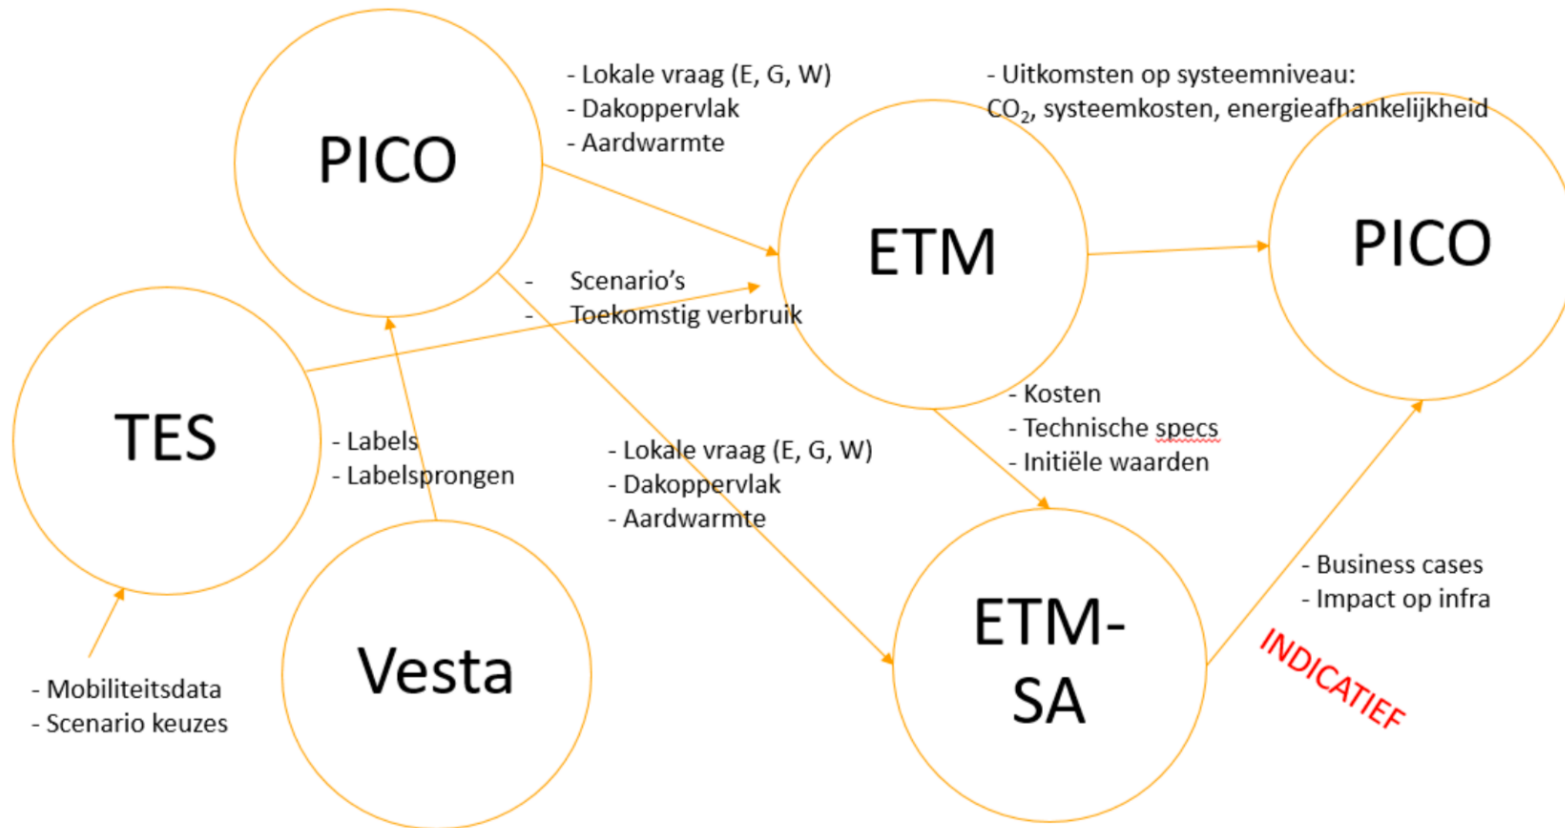 PICO
- Lokale vraag (E, G, W)
- Dakoppervlak
- Aardwarmte
- Uitkomsten op systeemniveau:
CO₂, systeemkosten, energieafhankelijkheid
ETM
PICO
- Scenario's
- Toekomstig verbruik
TES
- Labels
- Labelsprongen
- Lokale vraag (E, G, W)
- Dakoppervlak
- Aardwarmte
- Kosten
- Technische specs
- Initiële waarden
- Mobiliteitsdata
- Scenario keuzes
Vesta
ETM-
SA
- Business cases
- Impact op infra
INDICATIEF